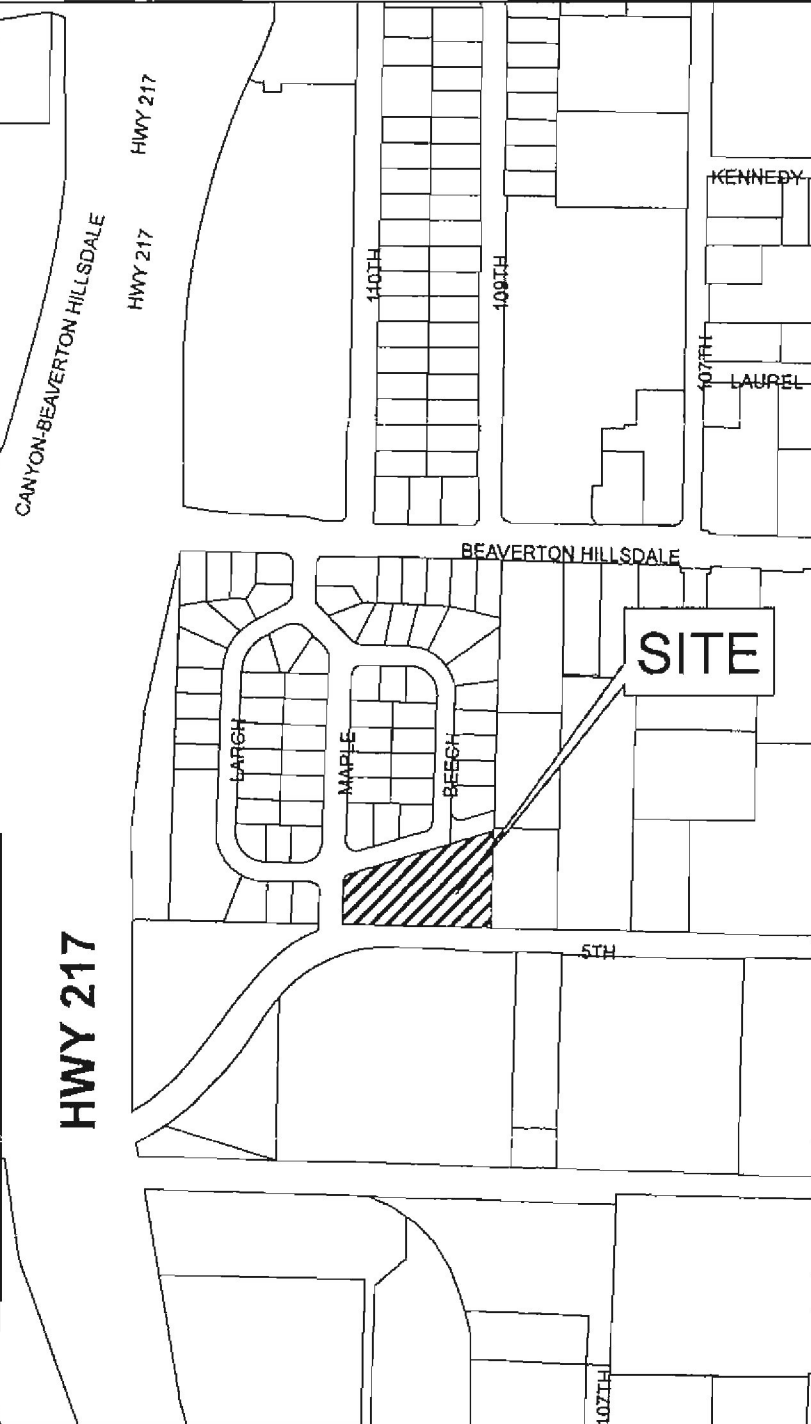 HWY 217
KENNEDY
HWY 217
CANYON-BEAVERTON HILLSDALE
110TH
109TH
107TH
LAUREL
BEAVERTON HILLSDALE
SITE
LARCH
MAPLE
BEECH
5TH
HWY 217
107TH